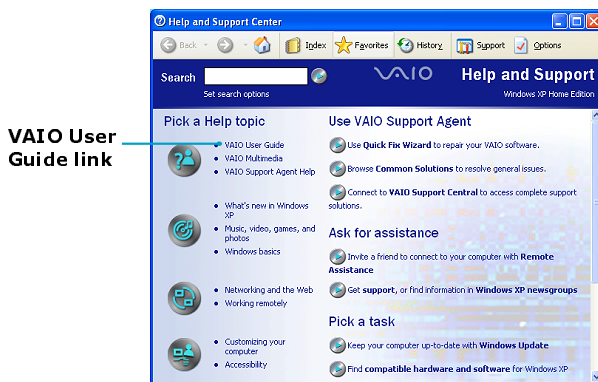 Help and Support Center
Back
Index
Favorites
History
Support
Options
Search
Set search options
VAIO
Help and Support
Windows XP Home Edition
VAIO User
Guide link
Pick a Help topic
VAIO User Guide
VAIO Multimedia
VAIO Support Agent Help
What's new in Windows
XP
Music, video, games, and
photos
Windows basics
Networking and the Web
Working remotely
Customizing your
computer
Accessibility
Use VAIO Support Agent
Use Quick Fix Wizard to repair your VAIO software.
Browse Common Solutions to resolve general issues.
Connect to VAIO Support Central to access complete support
solutions.
Ask for assistance
Invite a friend to connect to your computer with Remote
Assistance
Get support, or find information in Windows XP newsgroups
Pick a task
Keep your computer up-to-date with Windows Update
Find compatible hardware and software for Windows XP